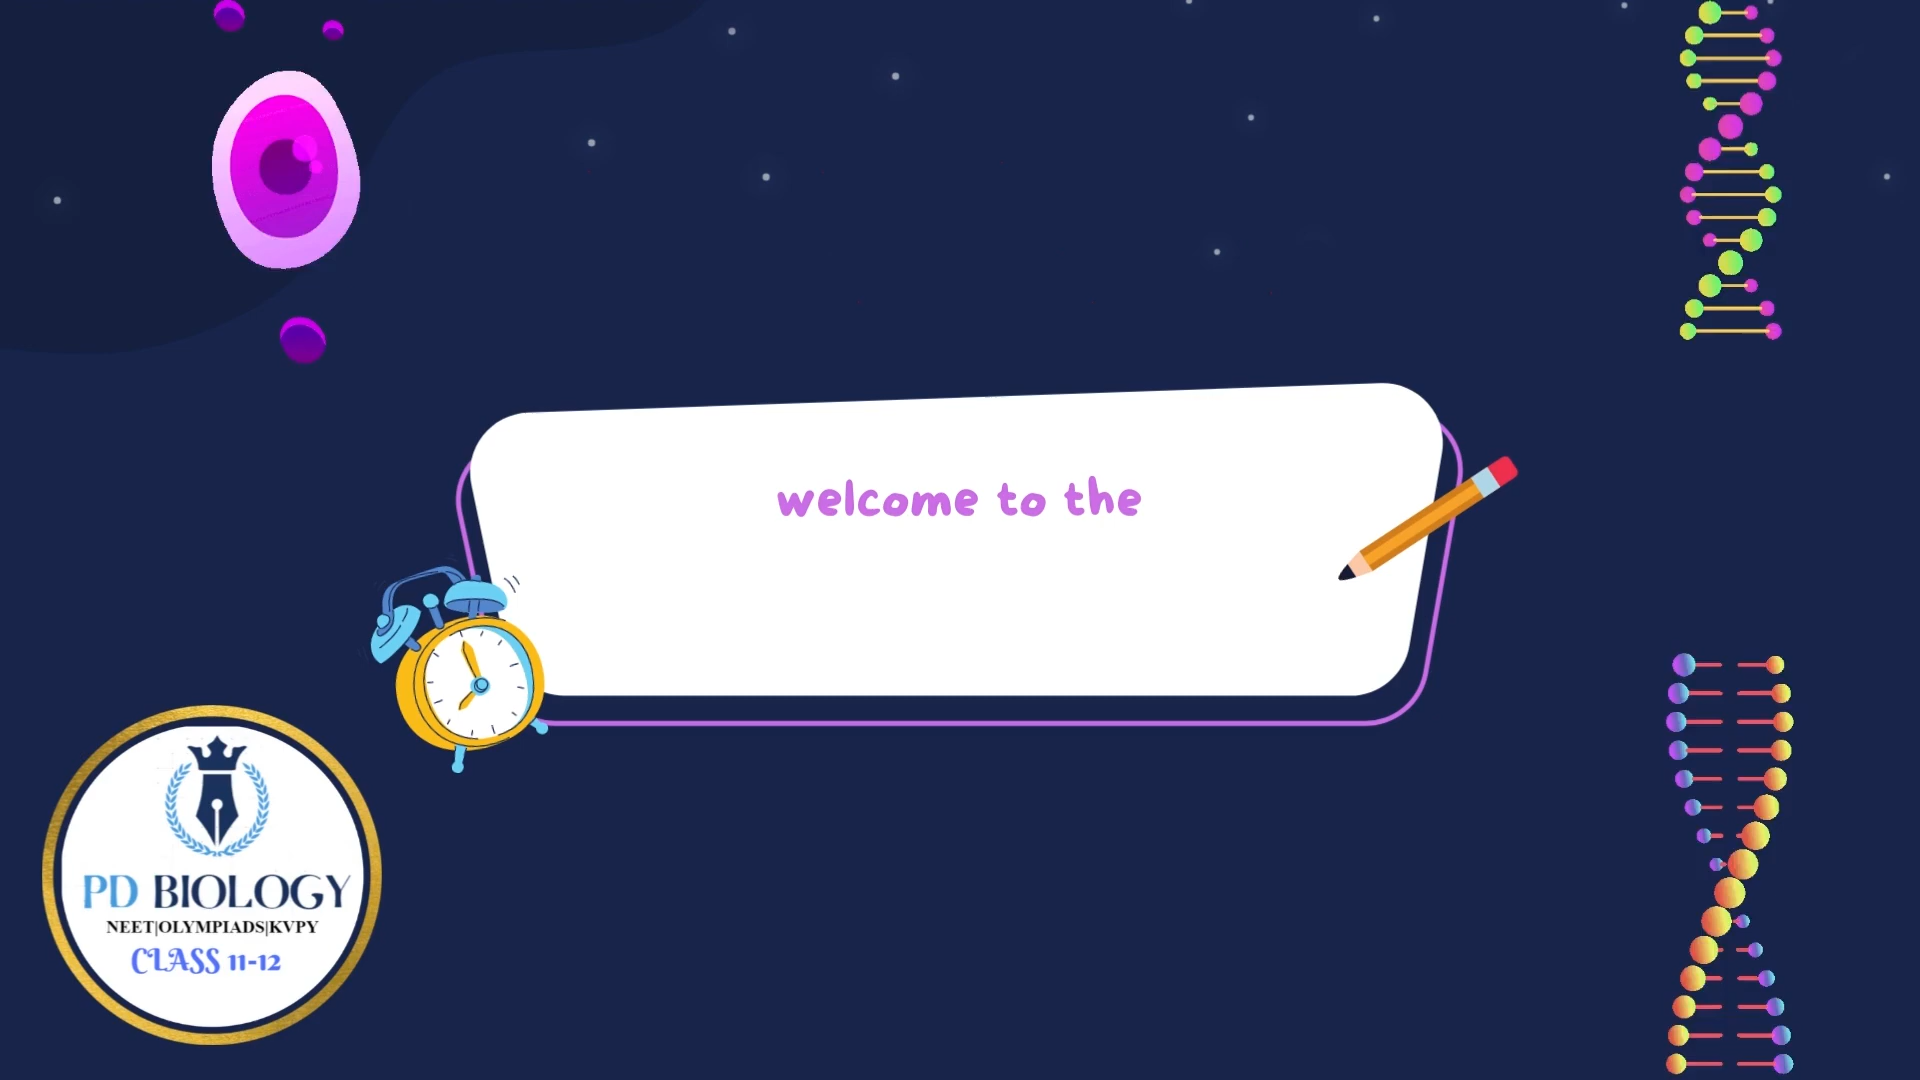 welcome to the
PD BIOLOGY
NEET|OLYMPIADS|KVPY
CLASS 11-12